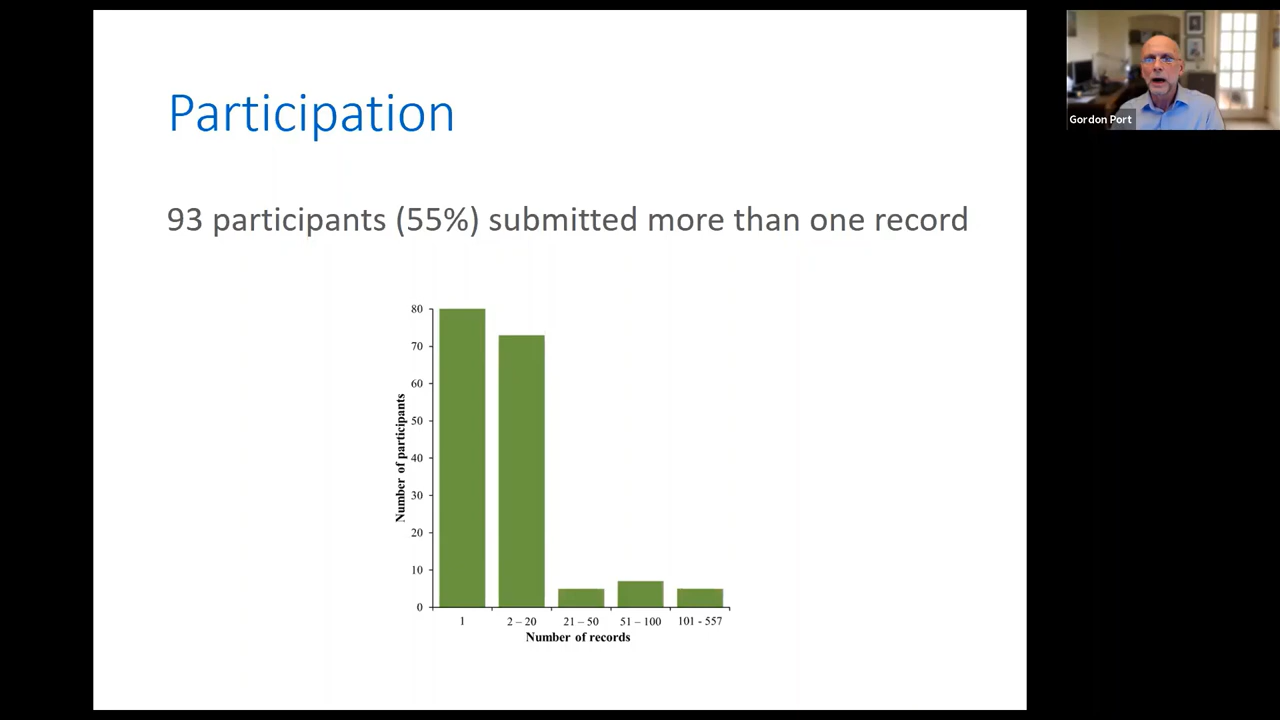 Participation
93 participants (55%) submitted more than one record
80
70
60
50
40
30
20
10
0
Number of participants
1
2 – 20
21 – 50
51 – 100
101 - 557
Number of records
Gordon Port